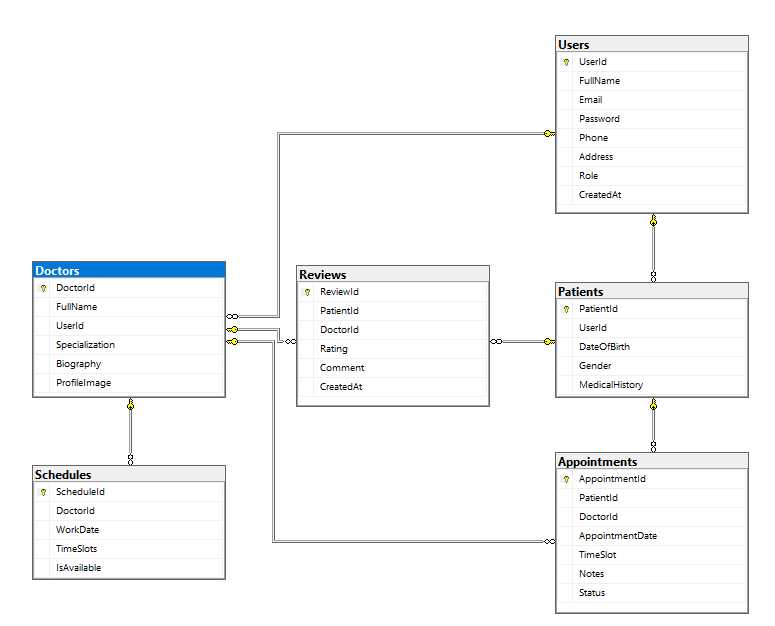 Users
UserId
FullName
Email
Password
Phone
Address
Role
CreatedAt
Doctors
DoctorId
FullName
UserId
Specialization
Biography
ProfileImage
Reviews
ReviewId
PatientId
DoctorId
Rating
Comment
CreatedAt
Patients
PatientId
UserId
DateOfBirth
Gender
MedicalHistory
Schedules
ScheduleId
DoctorId
WorkDate
TimeSlots
IsAvailable
Appointments
AppointmentId
PatientId
DoctorId
AppointmentDate
TimeSlot
Notes
Status